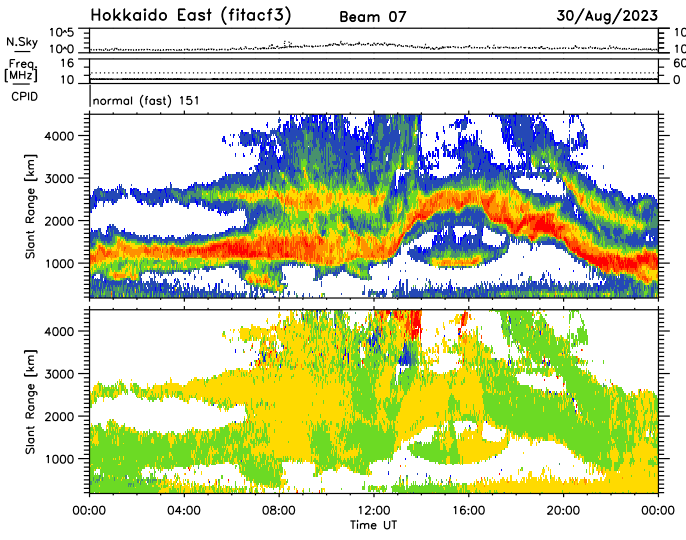 Hokkaido East (fitacf3) Beam 07 30/Aug/2023
N.Sky 10^5 10^0 10 10
Freq. [MHz] 16 10 60 0
CPID normal (fast) 151
Slant Range [km] 4000 3000 2000 1000
Slant Range [km] 4000 3000 2000 1000
00:00 04:00 08:00 12:00 16:00 20:00 00:00
Time UT